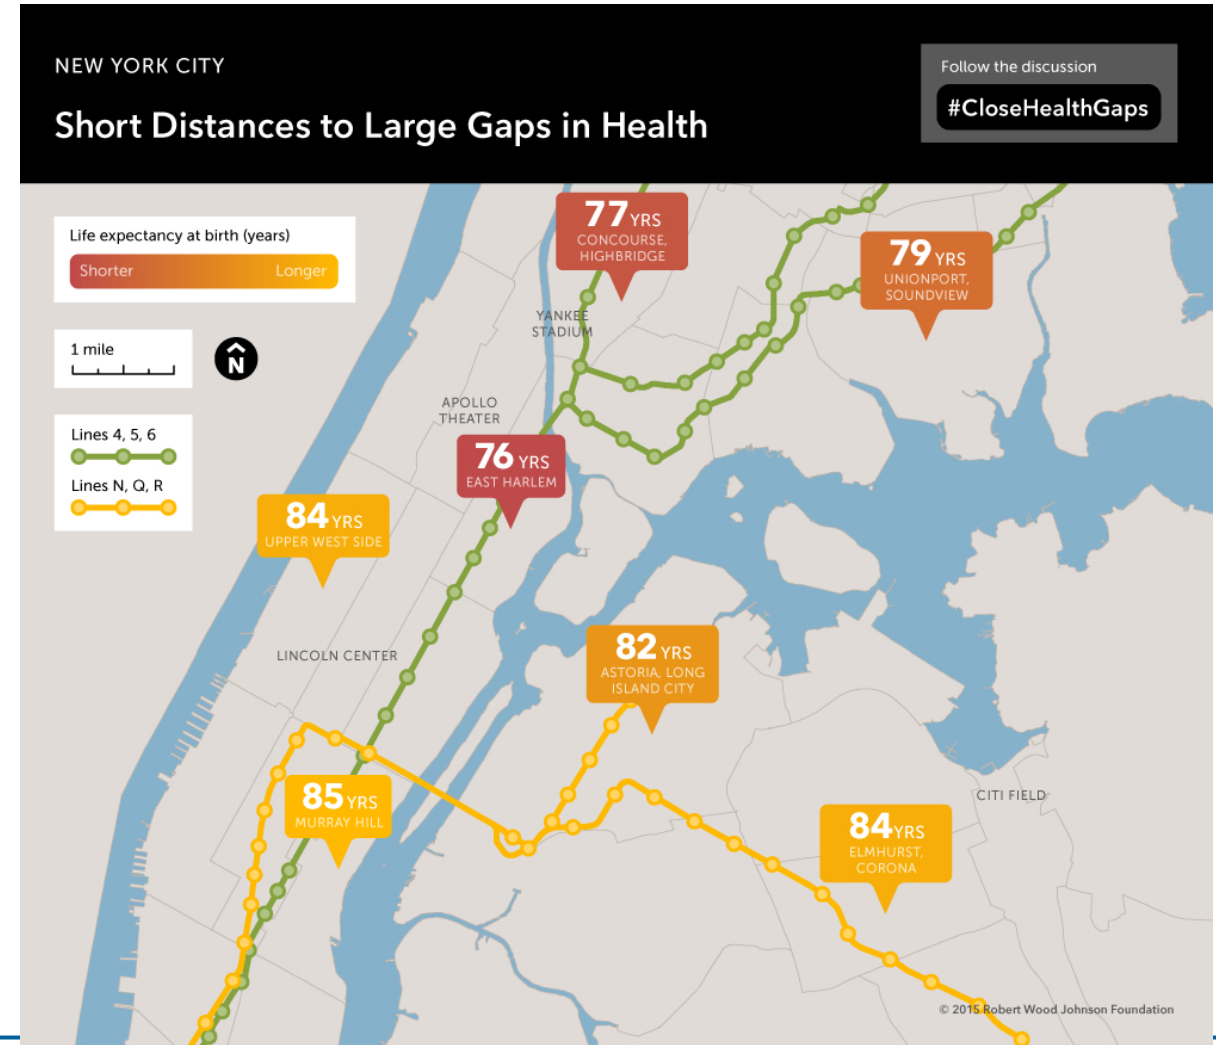 NEW YORK CITY
Short Distances to Large Gaps in Health
Follow the discussion
#CloseHealthGaps
Life expectancy at birth (years)
Shorter
Longer
1 mile
N
Lines 4, 5, 6
Lines N, Q, R
77 YRS
CONCOURSE,
HIGHBRIDGE
79 YRS
UNIONPORT,
SOUNDVIEW
YANKEE
STADIUM
APOLLO
THEATER
76 YRS
EAST HARLEM
84 YRS
UPPER WEST SIDE
LINCOLN CENTER
82 YRS
ASTORIA, LONG
ISLAND CITY
85 YRS
MURRAY HILL
CITI FIELD
84 YRS
ELMHURST,
CORONA
© 2015 Robert Wood Johnson Foundation